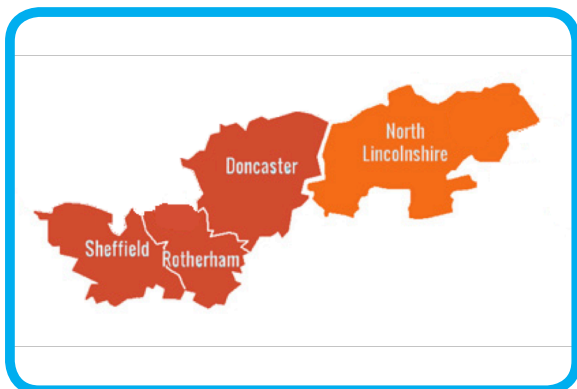 North
Lincolnshire
Doncaster
Sheffield
Rotherham